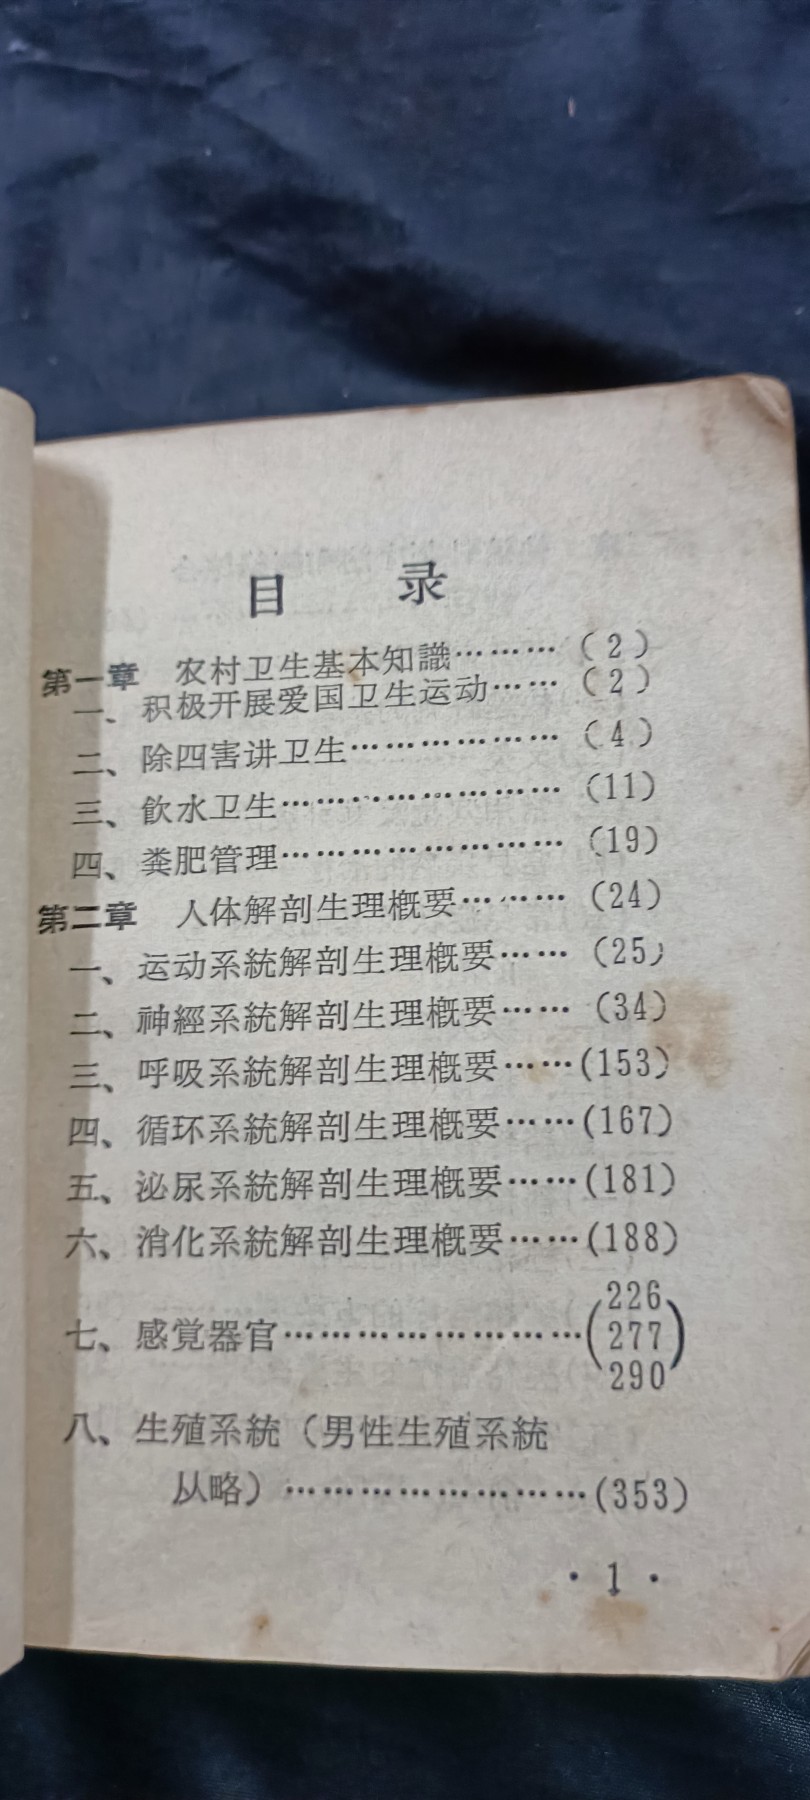 目 录
第一章 农村卫生基本知識………（2）
一、积极开展爱国卫生运动……（2）
二、除四害讲卫生………………（4）
三、飲水卫生……………………（11）
四、粪肥管理……………………（19）
第二章 人体解剖生理概要………（24）
一、运动系統解剖生理概要……（25）
二、神經系統解剖生理概要……（34）
三、呼吸系統解剖生理概要……（153）
四、循环系統解剖生理概要……（167）
五、泌尿系統解剖生理概要……（181）
六、消化系統解剖生理概要……（188）
七、感覚器官……………………（226 277 290）
八、生殖系統（男性生殖系統
从略）……………………（353）
· 1 ·